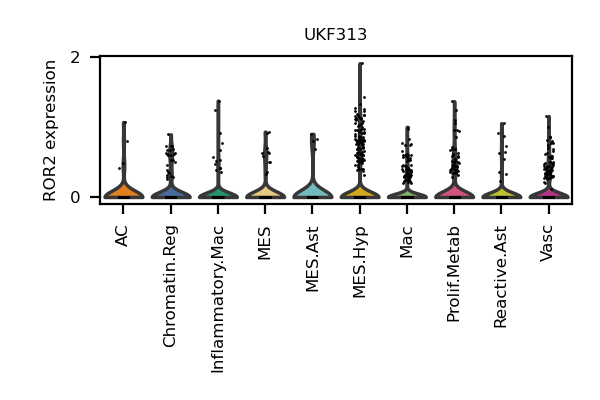 UKF313
ROR2 expression
2
0
AC
Chromatin.Reg
Inflammatory.Mac
MES
MES.Ast
MES.Hyp
Mac
Prolif.Metab
Reactive.Ast
Vasc